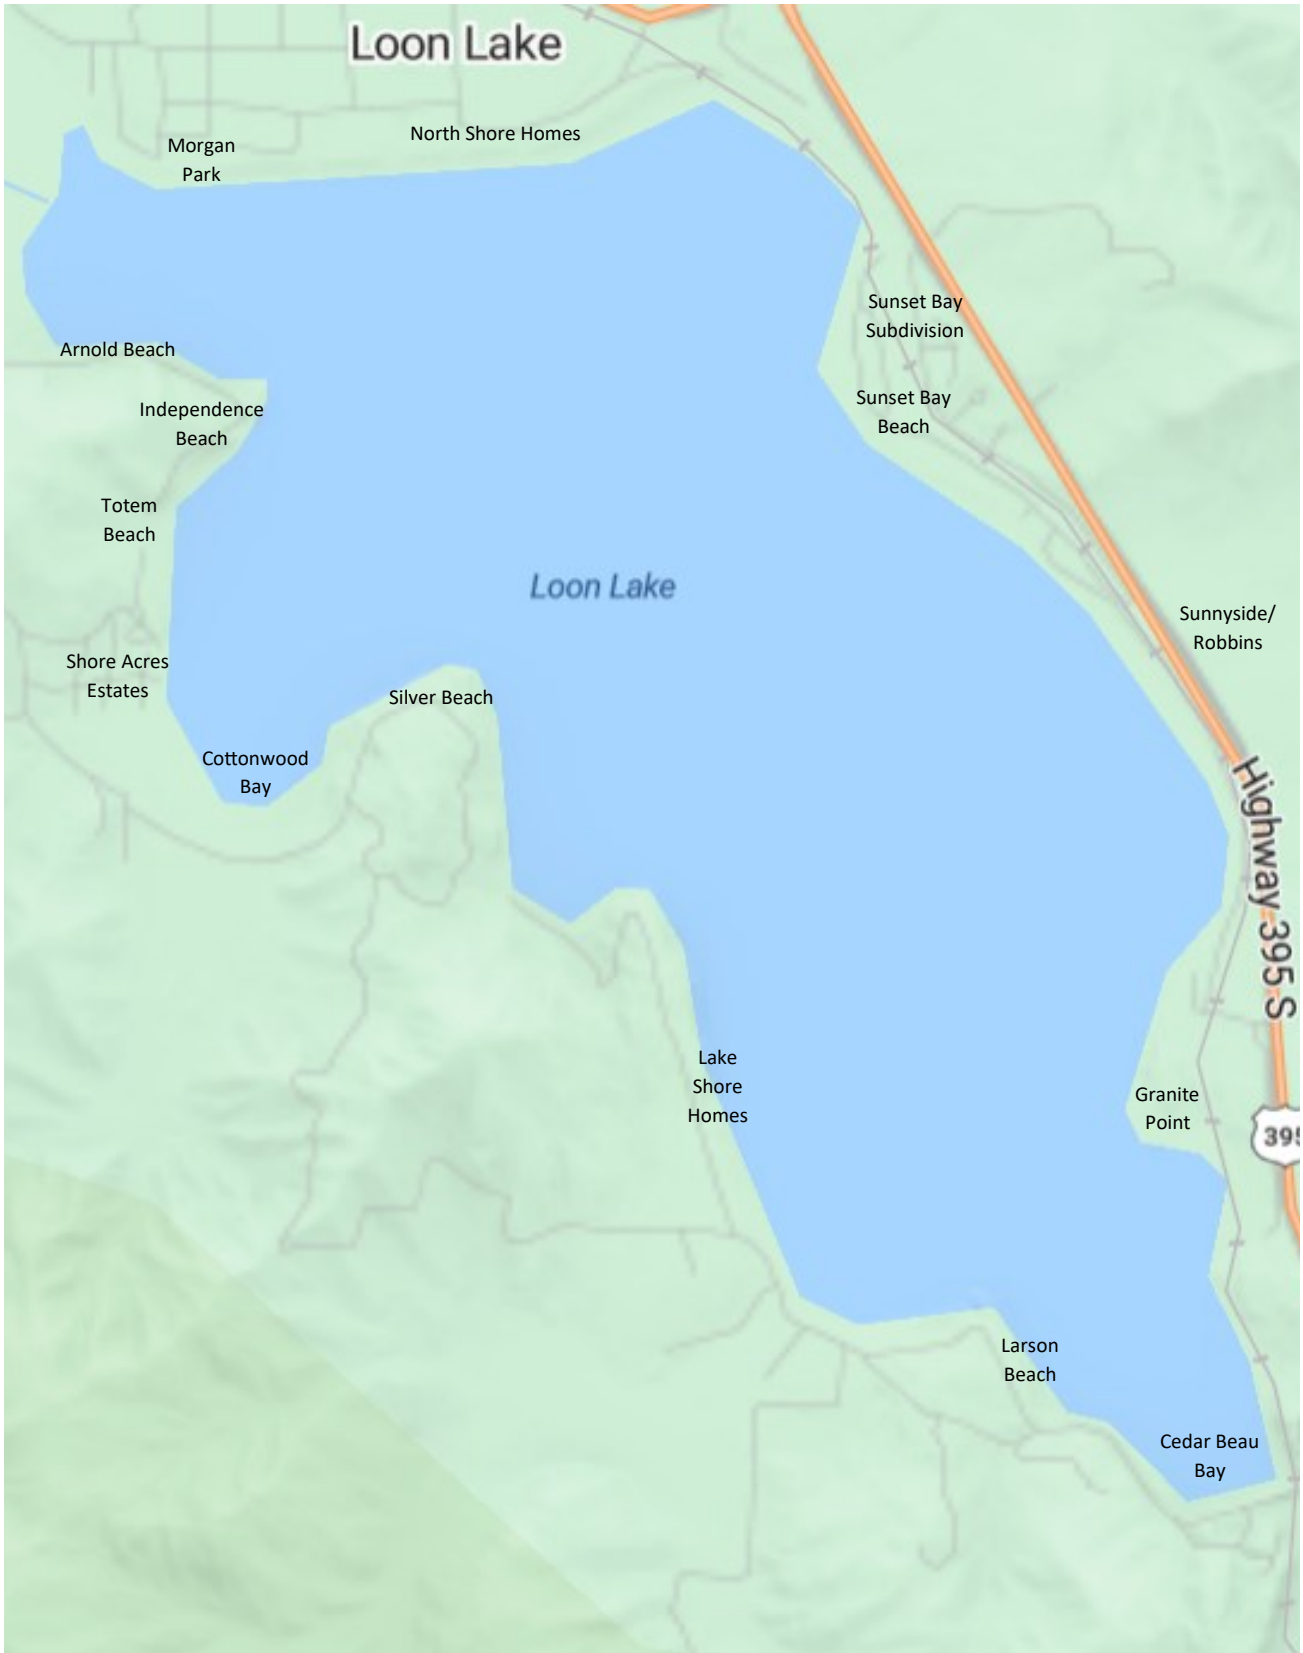 Loon Lake
North Shore Homes
Morgan
Park
Sunset Bay
Subdivision
Arnold Beach
Independence
Beach
Sunset Bay
Beach
Totem
Beach
Loon Lake
Sunnyside/
Robbins
Shore Acres
Estates
Silver Beach
Cottonwood
Bay
Highway 395 S
Lake
Shore
Homes
Granite
Point
395
Larson
Beach
Cedar Beau
Bay